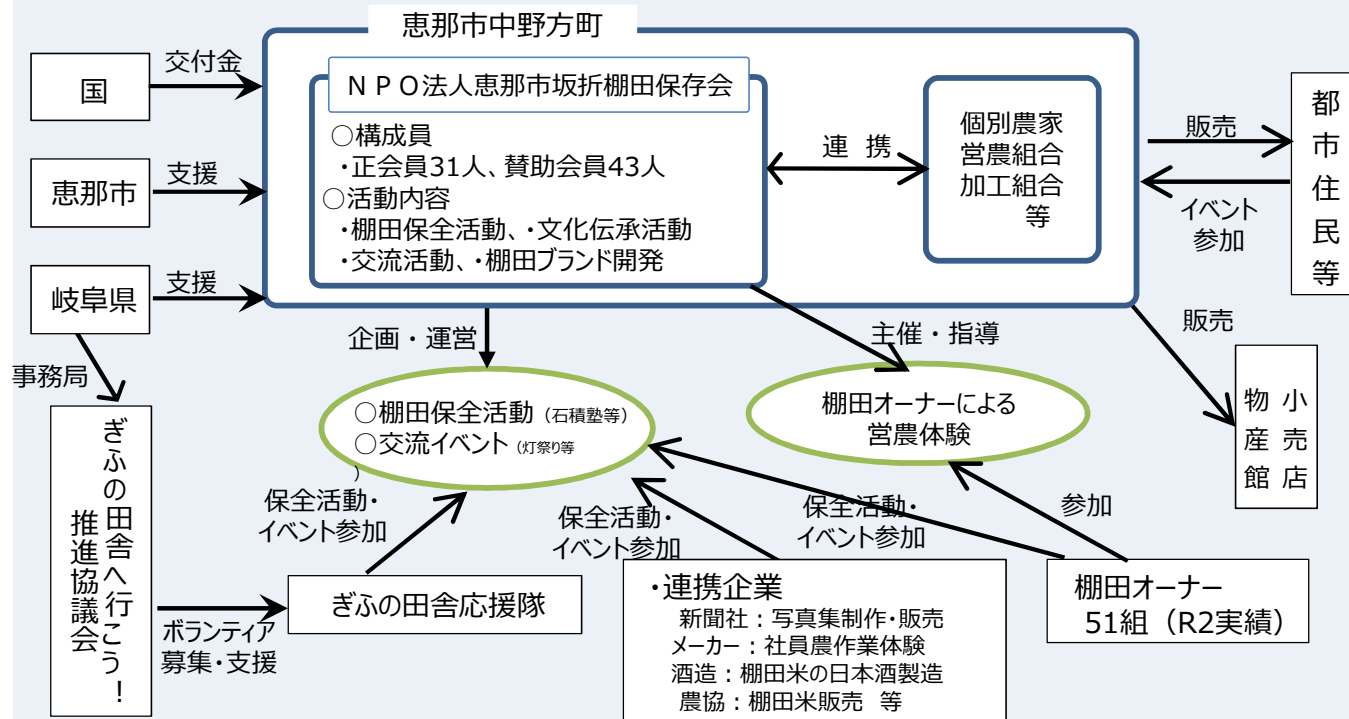 恵那市中野方町
国
交付金
恵那市
支援
岐阜県
支援
ＮＰＯ法人恵那市坂折棚田保存会
○構成員
・正会員31人、賛助会員43人
○活動内容
・棚田保全活動、・文化伝承活動
・交流活動、・棚田ブランド開発
連 携
個別農家
営農組合
加工組合
等
販売
イベント
参加
都市住民等
販売
小売店
物産館
企画・運営
主催・指導
事務局
○棚田保全活動（石積塾等）
○交流イベント（灯祭り等
）
棚田オーナーによる
営農体験
ぎふの田舎へ行こう！
推進協議会
保全活動・
イベント参加
保全活動・
イベント参加
保全活動・
イベント参加
参加
ボランティア
募集・支援
ぎふの田舎応援隊
・連携企業
新聞社：写真集制作・販売
メーカー：社員農作業体験
酒造：棚田米の日本酒製造
農協：棚田米販売 等
棚田オーナー
51組（R2実績）